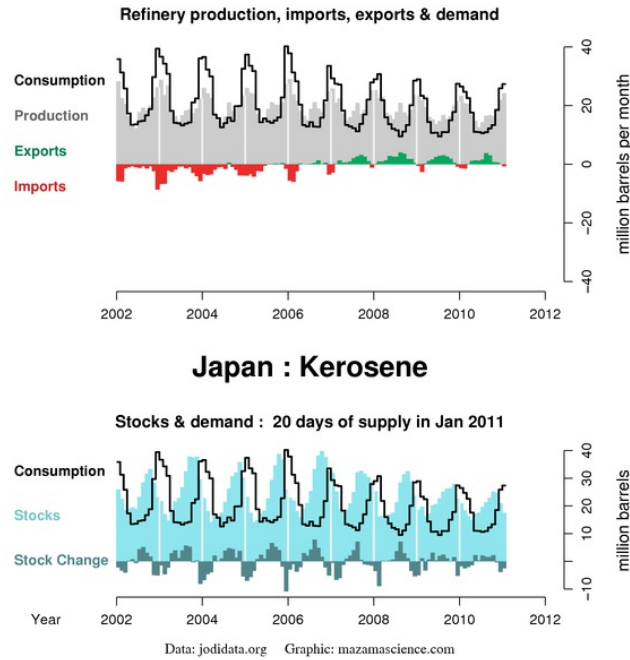 Refinery production, imports, exports & demand
Consumption
Production
Exports
Imports
40
20
0
−20
−40
million barrels per month
2002 2004 2006 2008 2010 2012
Japan : Kerosene
Stocks & demand : 20 days of supply in Jan 2011
Consumption
Stocks
Stock Change
40
30
20
10
−10
million barrels
Year 2002 2004 2006 2008 2010 2012
Data: jodidata.org Graphic: mazamascience.com